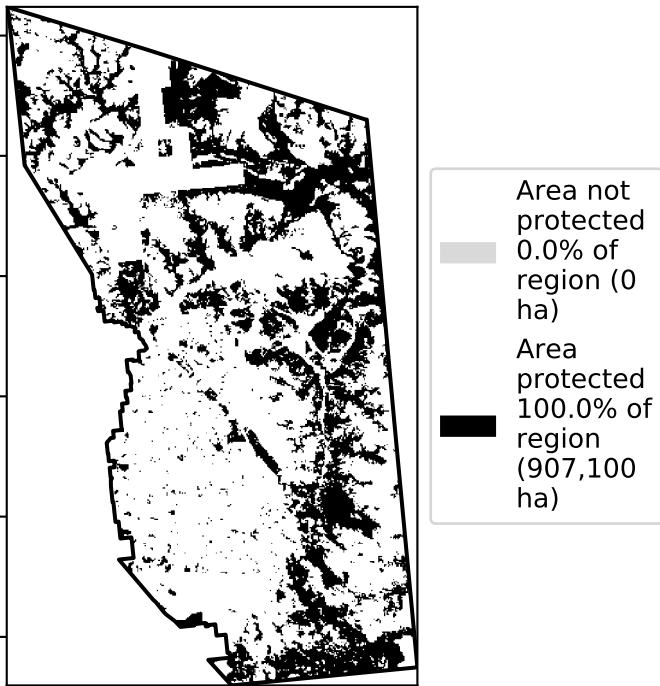 Area not
protected
0.0% of
region (0
ha)
Area
protected
100.0% of
region
(907,100
ha)